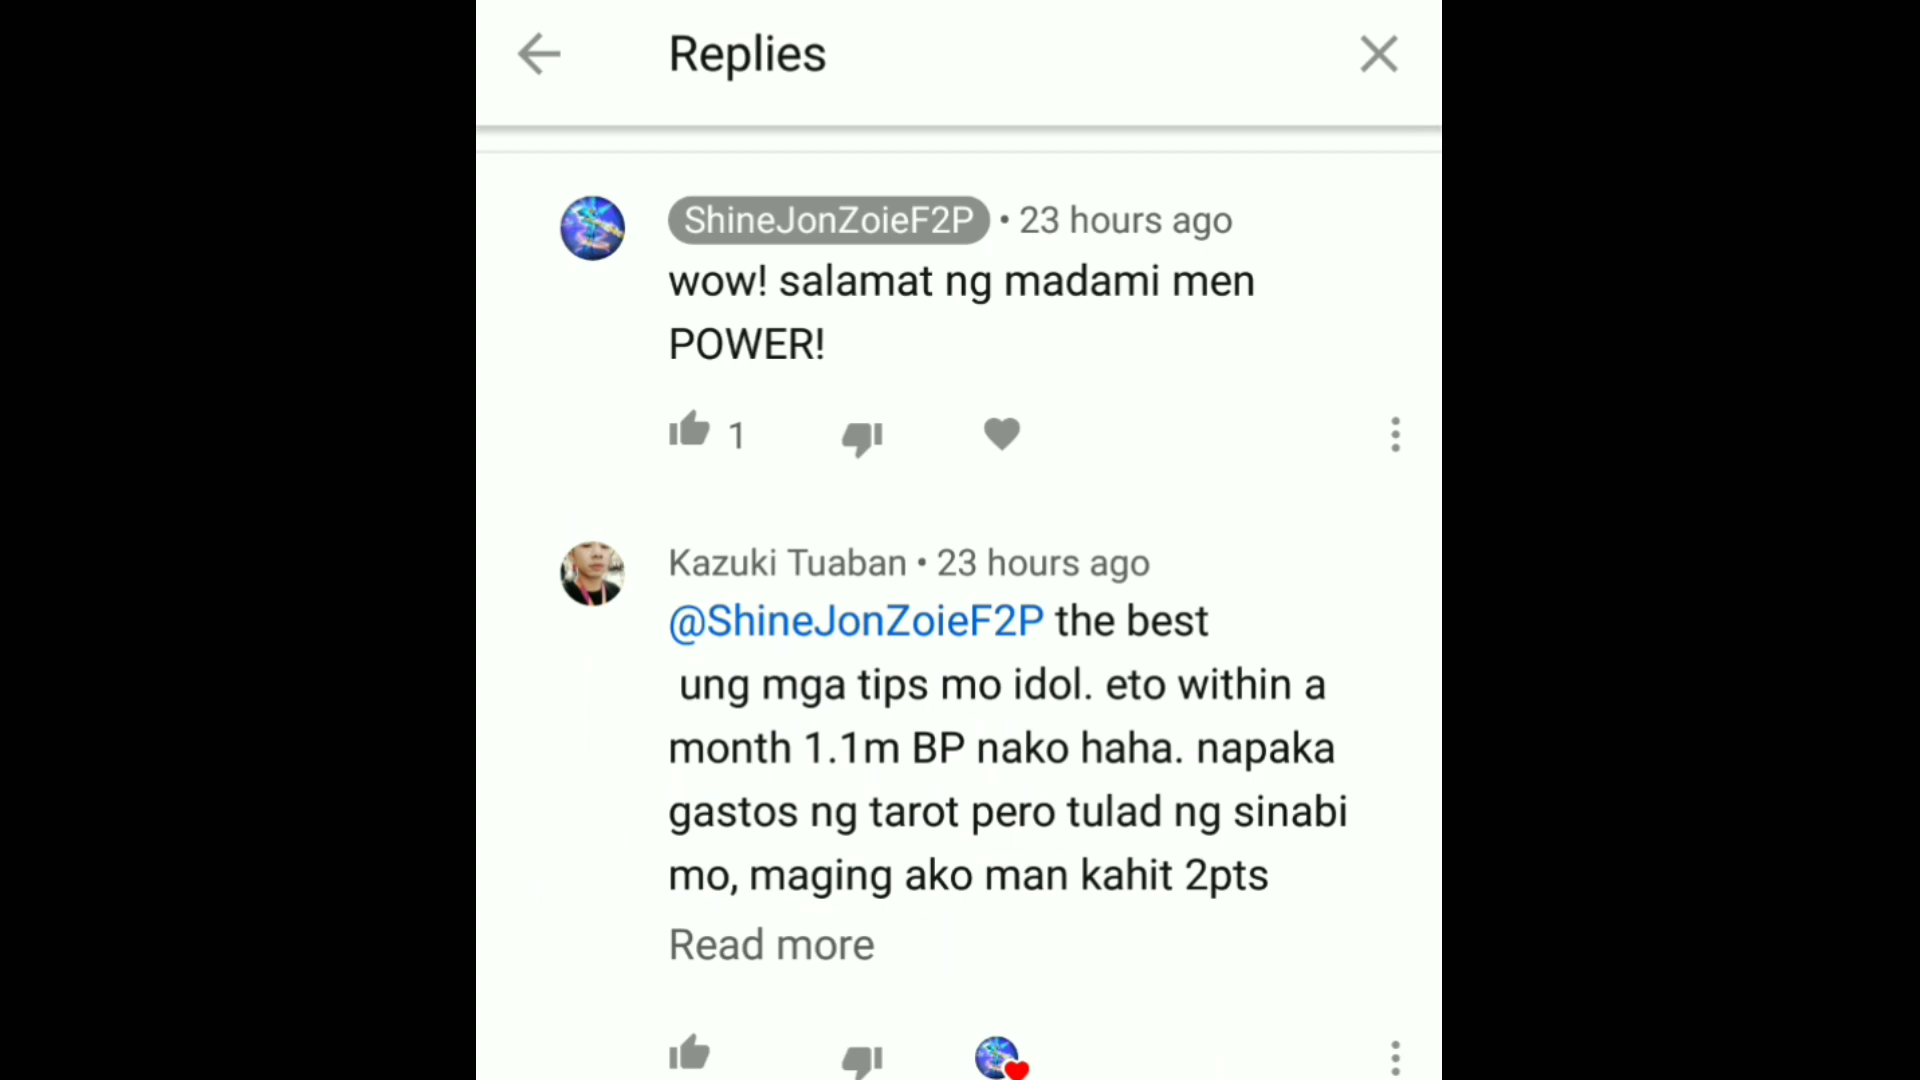 Replies
ShineJonZoieF2P • 23 hours ago
wow! salamat ng madami men
POWER!
1
Kazuki Tuaban • 23 hours ago
@ShineJonZoieF2P the best
ung mga tips mo idol. eto within a
month 1.1m BP nako haha. napaka
gastos ng tarot pero tulad ng sinabi
mo, maging ako man kahit 2pts
Read more